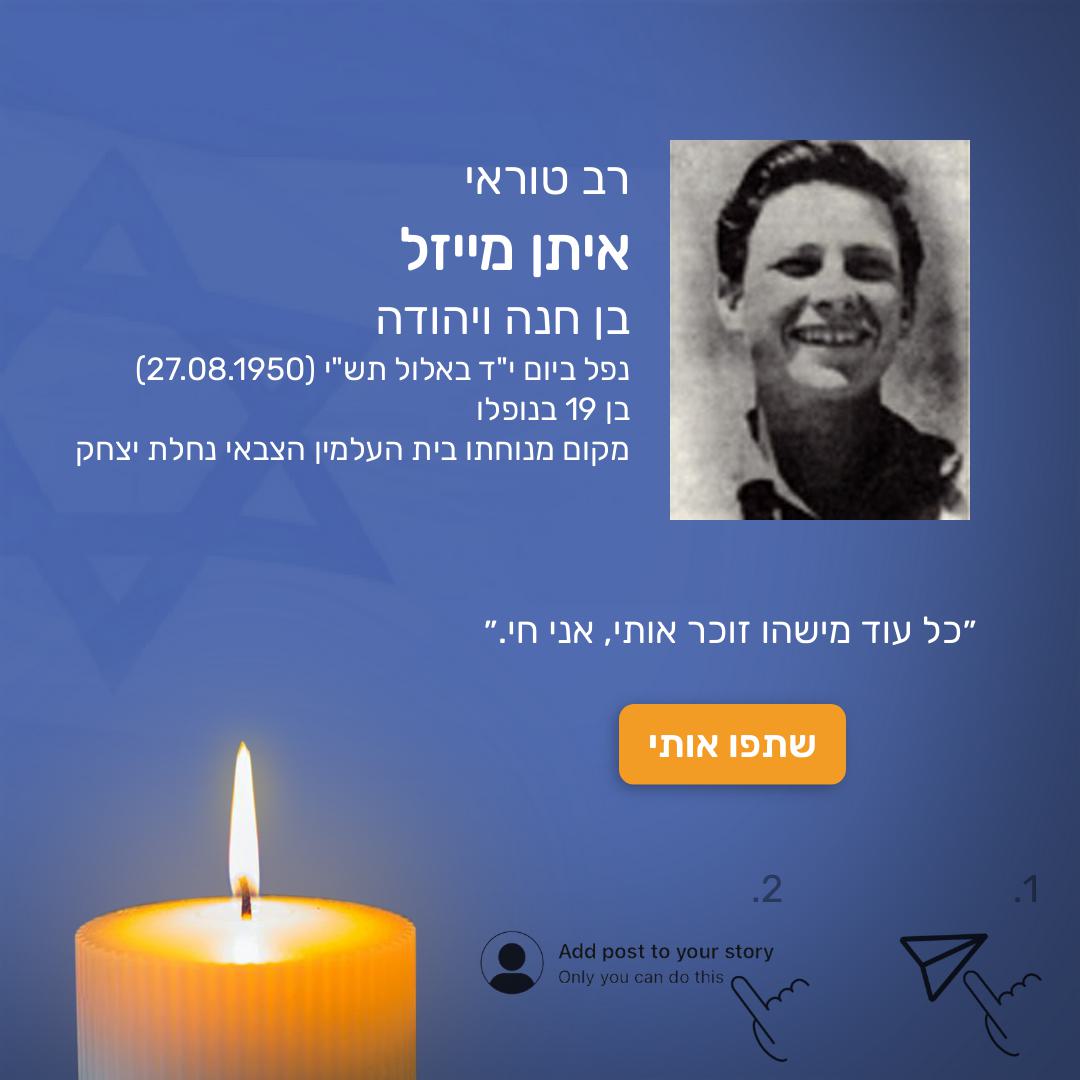 רב טוראי
איתן מייזל
בן חנה ויהודה
נפל ביום י"ד באלול תש"י (27.08.1950)
בן 19 בנופלו
מקום מנוחתו בית העלמין הצבאי נחלת יצחק
״כל עוד מישהו זוכר אותי, אני חי.״
שתפו אותי
.1
.2
Add post to your story
Only you can do this